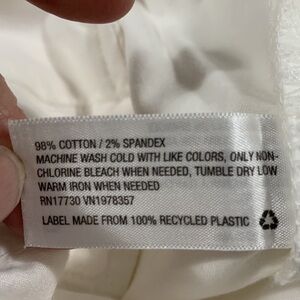 98% COTTON / 2% SPANDEX
MACHINE WASH COLD WITH LIKE COLORS, ONLY NON-
CHLORINE BLEACH WHEN NEEDED, TUMBLE DRY LOW
WARM IRON WHEN NEEDED
RN17730 VN1978357
LABEL MADE FROM 100% RECYCLED PLASTIC